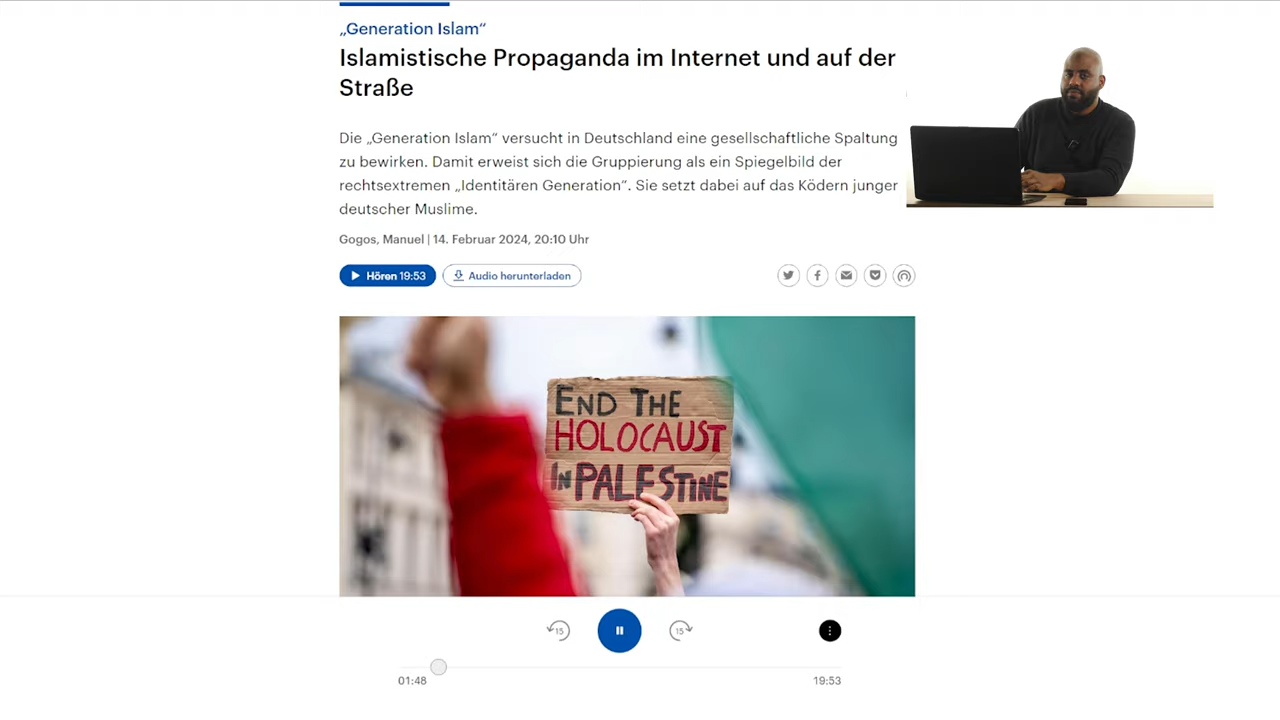 „Generation Islam“
Islamistische Propaganda im Internet und auf der
Straße
Die „Generation Islam“ versucht in Deutschland eine gesellschaftliche Spaltung
zu bewirken. Damit erweist sich die Gruppierung als ein Spiegelbild der
rechtsextremen „Identitären Generation“. Sie setzt dabei auf das Ködern junger
deutscher Muslime.
Gogos, Manuel | 14. Februar 2024, 20:10 Uhr
Hören 19:53
Audio herunterladen
END THE
HOLOCAUST
IN PALESTINE
15
15
01:48
19:53